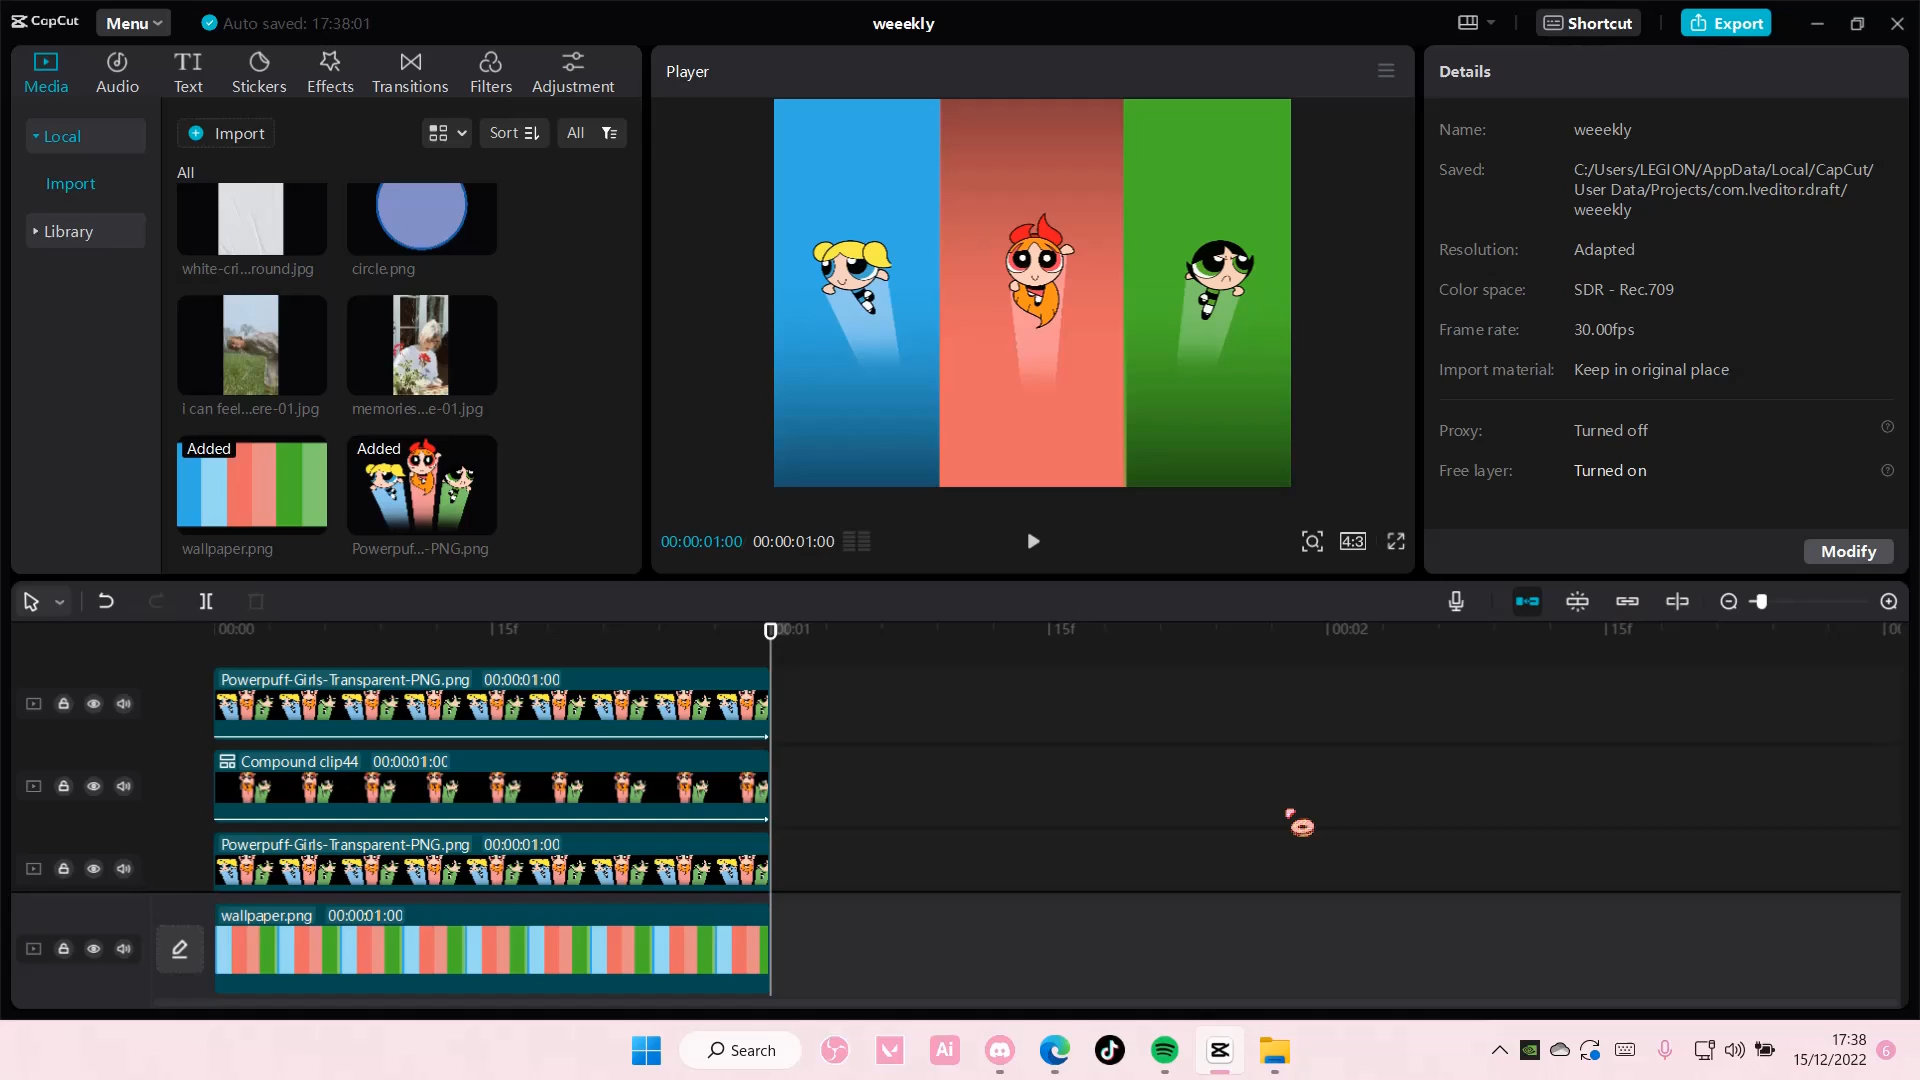 CapCut
Menu
Auto saved: 17:38:01
weeekly
Shortcut
Export
Media
Audio
TI
Text
Stickers
Effects
Transitions
Filters
Adjustment
Local
Import
Library
Import
Sort
All
All
white-cri...round.jpg
circle.png
i can feel...ere-01.jpg
memories...e-01.jpg
Added
Added
wallpaper.png
Powerpuf...-PNG.png
Player
00:00:01:00
00:00:01:00
4:3
Details
Name:
weeekly
Saved:
C:/Users/LEGION/AppData/Local/CapCut/
User Data/Projects/com.lveditor.draft/
weeekly
Resolution:
Adapted
Color space:
SDR - Rec.709
Frame rate:
30.00fps
Import material:
Keep in original place
Proxy:
Turned off
Free layer:
Turned on
Modify
00:00
15f
00:01
15f
00:02
15f
Powerpuff-Girls-Transparent-PNG.png 00:00:01:00
Compound clip44 00:00:01:00
Powerpuff-Girls-Transparent-PNG.png 00:00:01:00
wallpaper.png 00:00:01:00
Search
Ai
17:38
15/12/2022
6